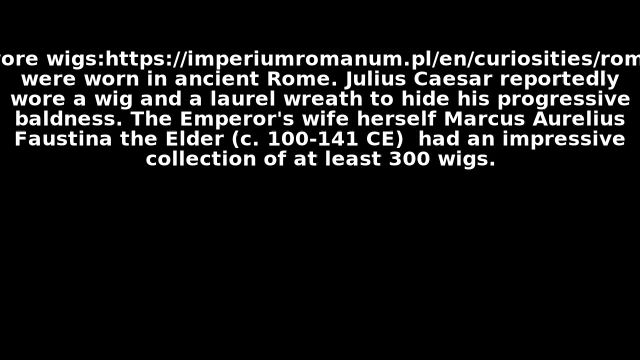 wore wigs:https://imperiumromanum.pl/en/curiosities/rom
were worn in ancient Rome. Julius Caesar reportedly
wore a wig and a laurel wreath to hide his progressive
baldness. The Emperor's wife herself Marcus Aurelius
Faustina the Elder (c. 100-141 CE)  had an impressive
collection of at least 300 wigs.